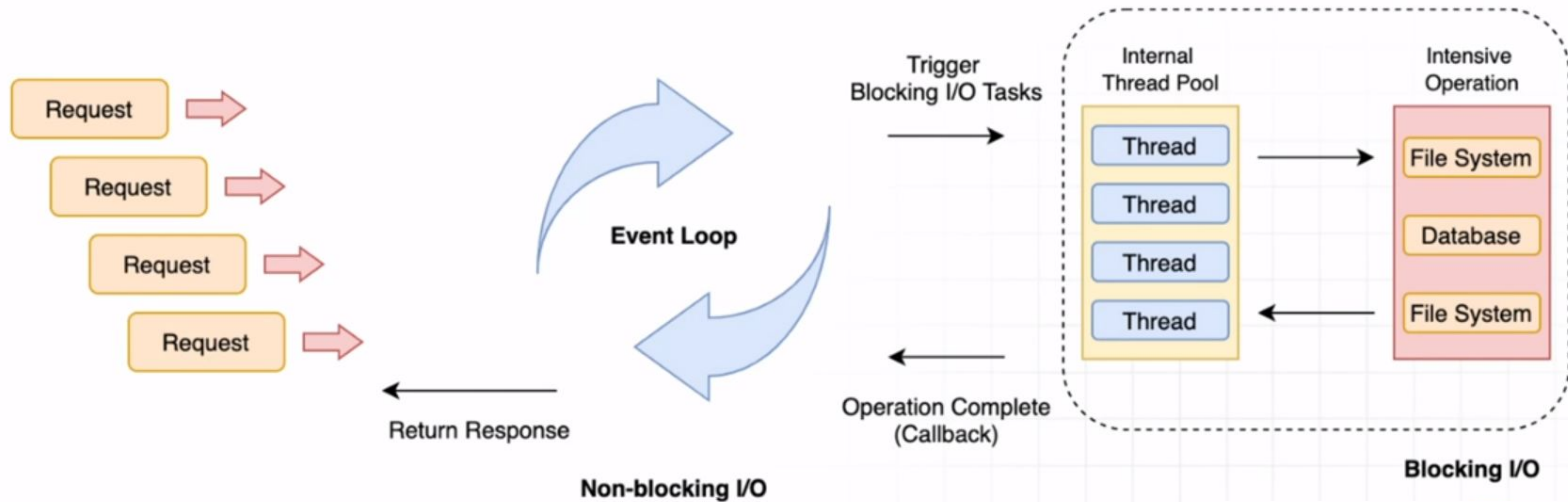 Request
Request
Request
Request
Return Response
Event Loop
Non-blocking I/O
Trigger
Blocking I/O Tasks
Operation Complete
(Callback)
Internal
Thread Pool
Thread
Thread
Thread
Thread
Intensive
Operation
File System
Database
File System
Blocking I/O